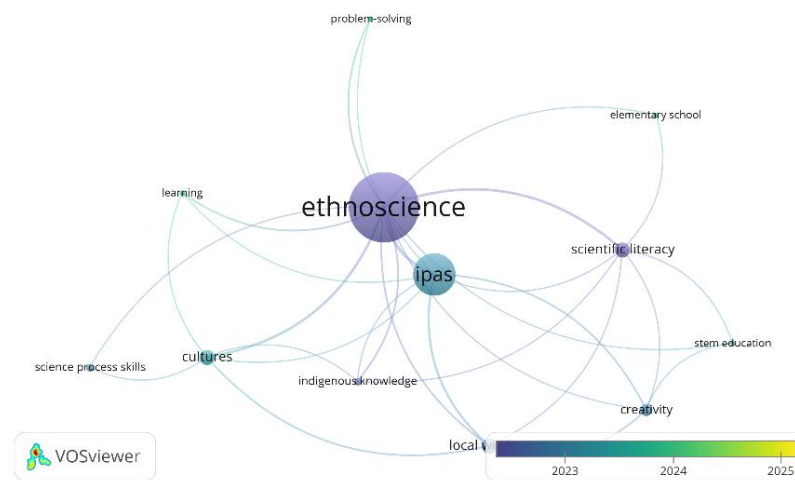 problem-solving
elementary school
learning
ethnoscience
scientific literacy
ipas
stem education
cultures
science process skills
indigenous knowledge
creativity
local
VOSviewer
2023
2024
2025